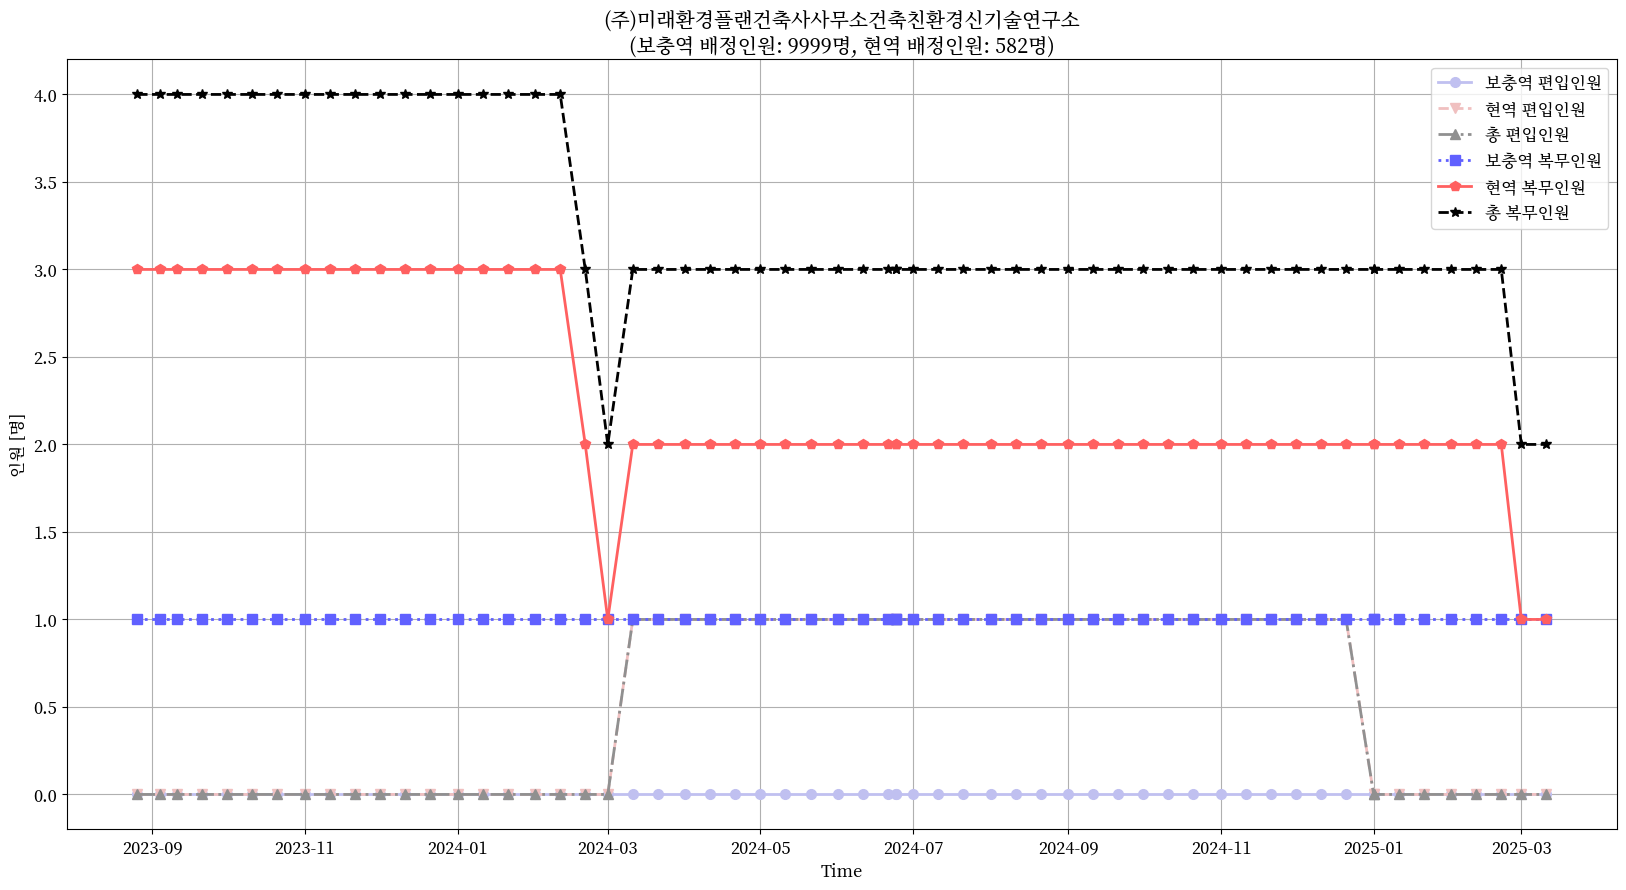 (주)미래환경플랜건축사사무소건축친환경신기술연구소
(보충역 배정인원: 9999명, 현역 배정인원: 582명)
보충역 편입인원
현역 편입인원
총 편입인원
보충역 복무인원
현역 복무인원
총 복무인원
인원 [명]
4.0
3.5
3.0
2.5
2.0
1.5
1.0
0.5
0.0
2023-09
2023-11
2024-01
2024-03
2024-05
2024-07
2024-09
2024-11
2025-01
2025-03
Time